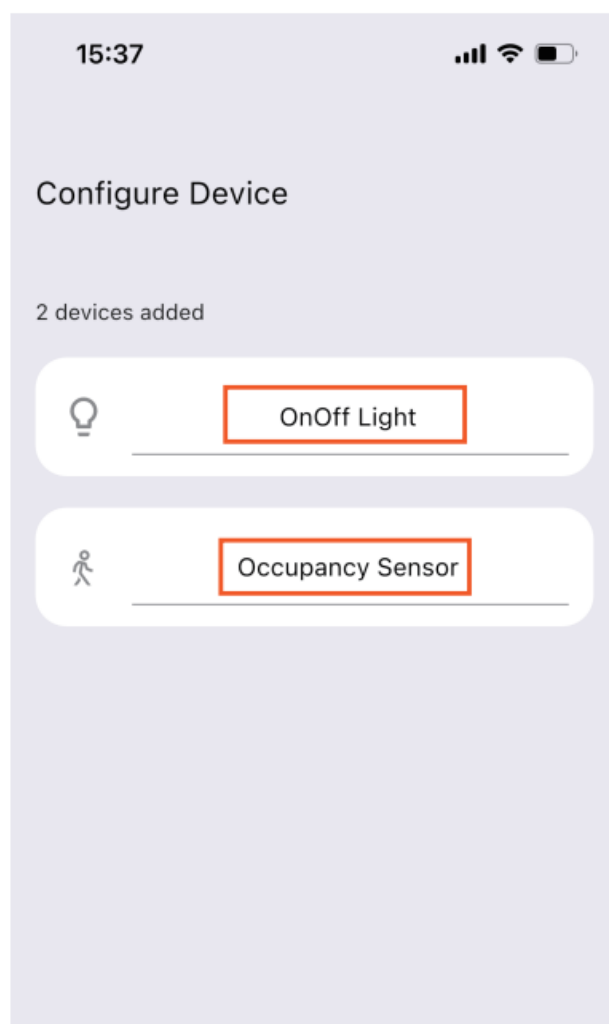 15:37
Configure Device
2 devices added
OnOff Light
Occupancy Sensor